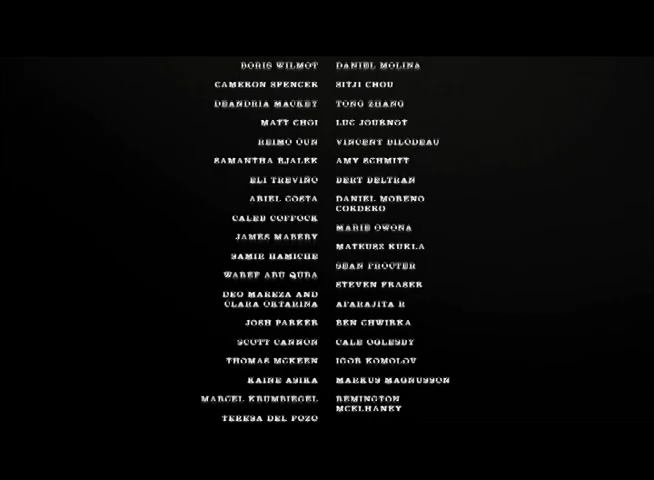 BORIS WILMOT
DANIEL MOLINA
CAMERON SPENCER
SITJI CHOU
DEANDRIA MACKEY
TONG ZHANG
MATT CHOI
LUC JOURNOT
REIMO OUN
VINCENT DILODEAU
SAMANTHA BJALEK
AMY SCHMITT
ELI TREVIÑO
BERT BELTRAN
ARIEL COSTA
DANIEL MORENO
CORDERO
CALEB COFFOCK
MARIE OWONA
JAMES MABERY
MATEUSZ KUKLA
SAMIR HAMICHE
SEAN PROCTER
WAREF ABU QUBA
STEVEN FRASER
DEO MAREZA AND
CLARA OKTARINA
APARAJITA R
JOSH PARKER
BEN CHWIRKA
SCOTT CANNON
CALE OGLESBY
THOMAS MCKEEN
IGOR KOMOLOV
KAINE ASIKA
MARKUS MAGNUSSON
MARCEL KRUMBIEGEL
REMINGTON
MCELHANEY
TERESA DEL POZO